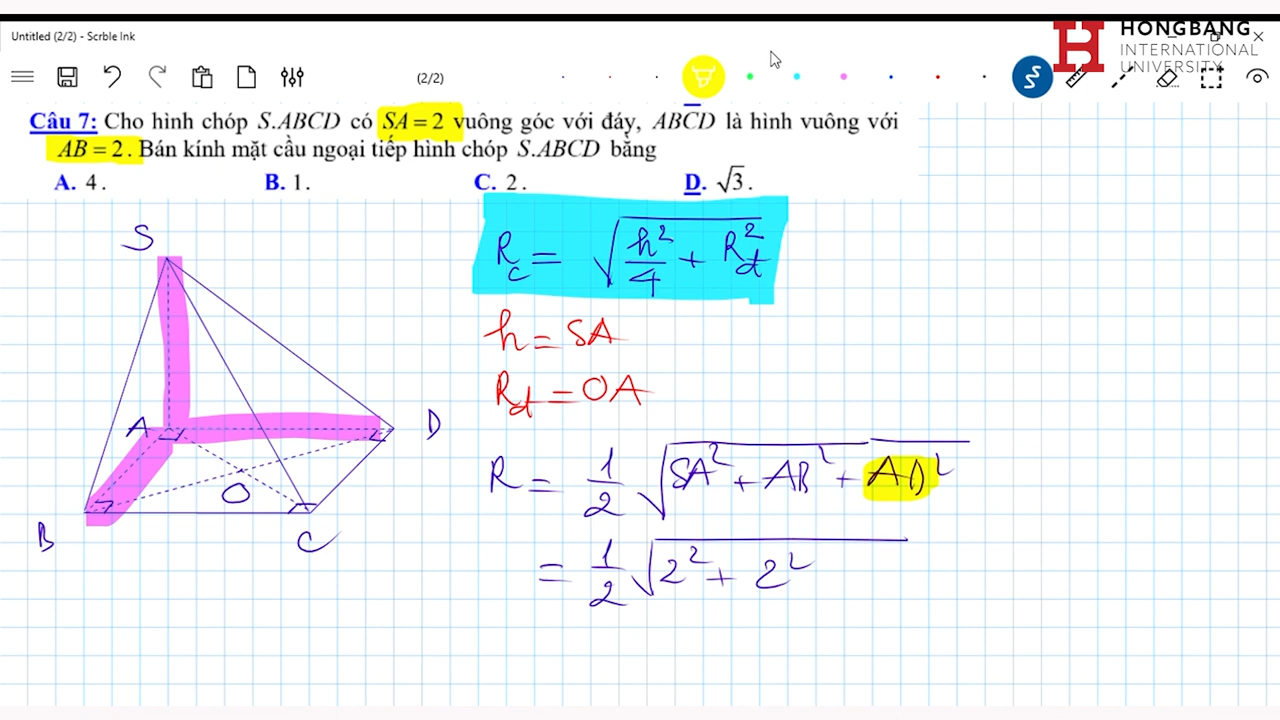 HONGBANG
INTERNATIONAL
UNIVERSITY
Untitled (2/2) - Scrble Ink
(2/2)
Câu 7: Cho hình chóp S.ABCD có SA = 2 vuông góc với đáy, ABCD là hình vuông với
AB = 2. Bán kính mặt cầu ngoại tiếp hình chóp S.ABCD bằng
A. 4. B. 1. C. 2. D. √3.
S
A
D
O
B
C
R_c = √(h²/4 + R_đ²)
h = SA
R_đ = OA
R = 1/2 √(SA² + AB² + AD²)
= 1/2 √(2² + 2²